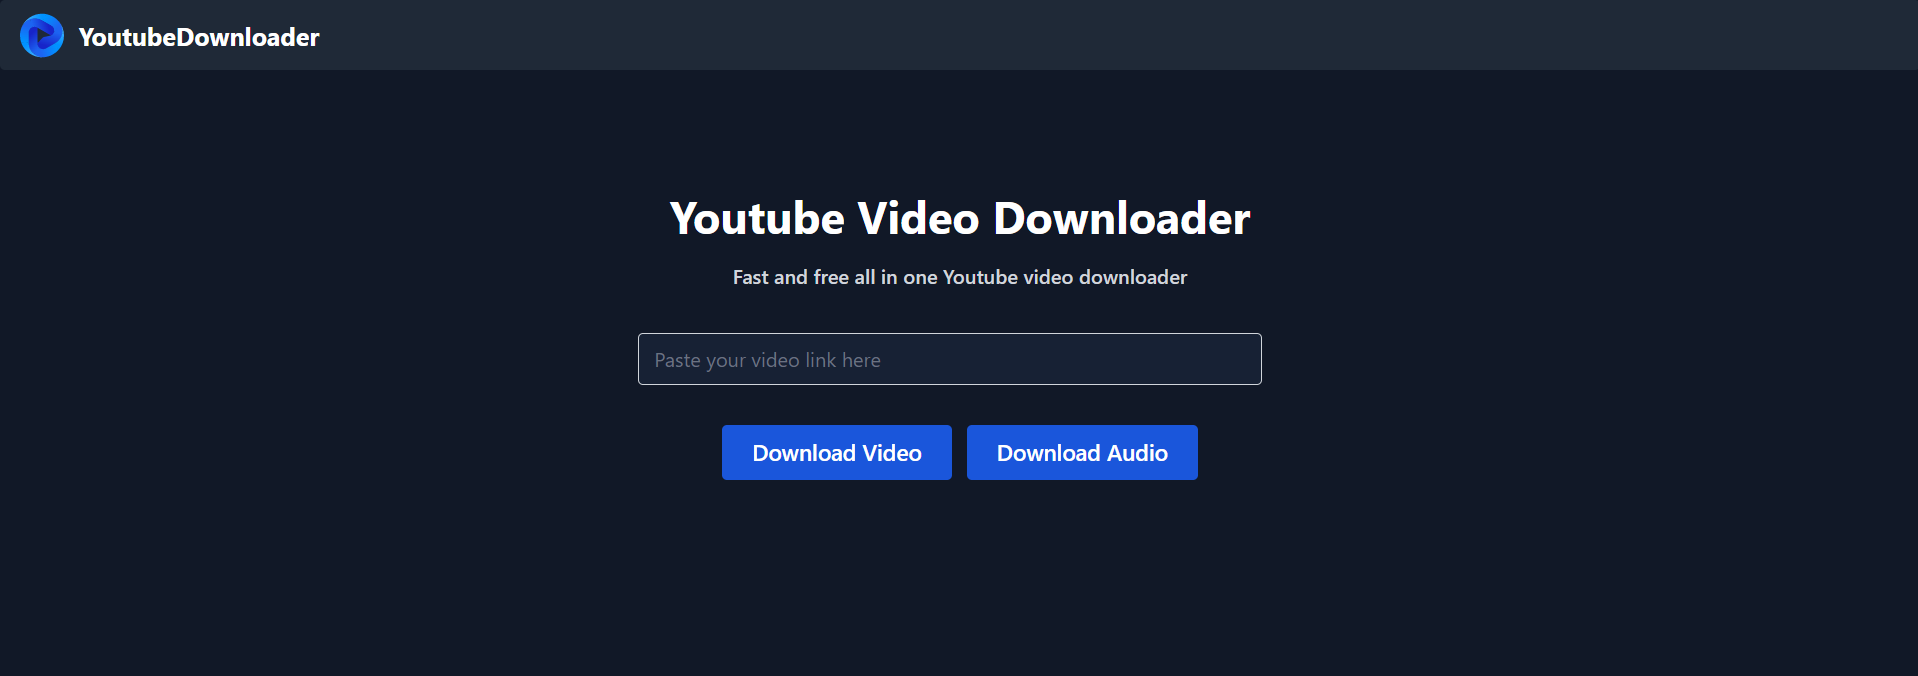 YoutubeDownloader
Youtube Video Downloader
Fast and free all in one Youtube video downloader
Paste your video link here
Download Video
Download Audio